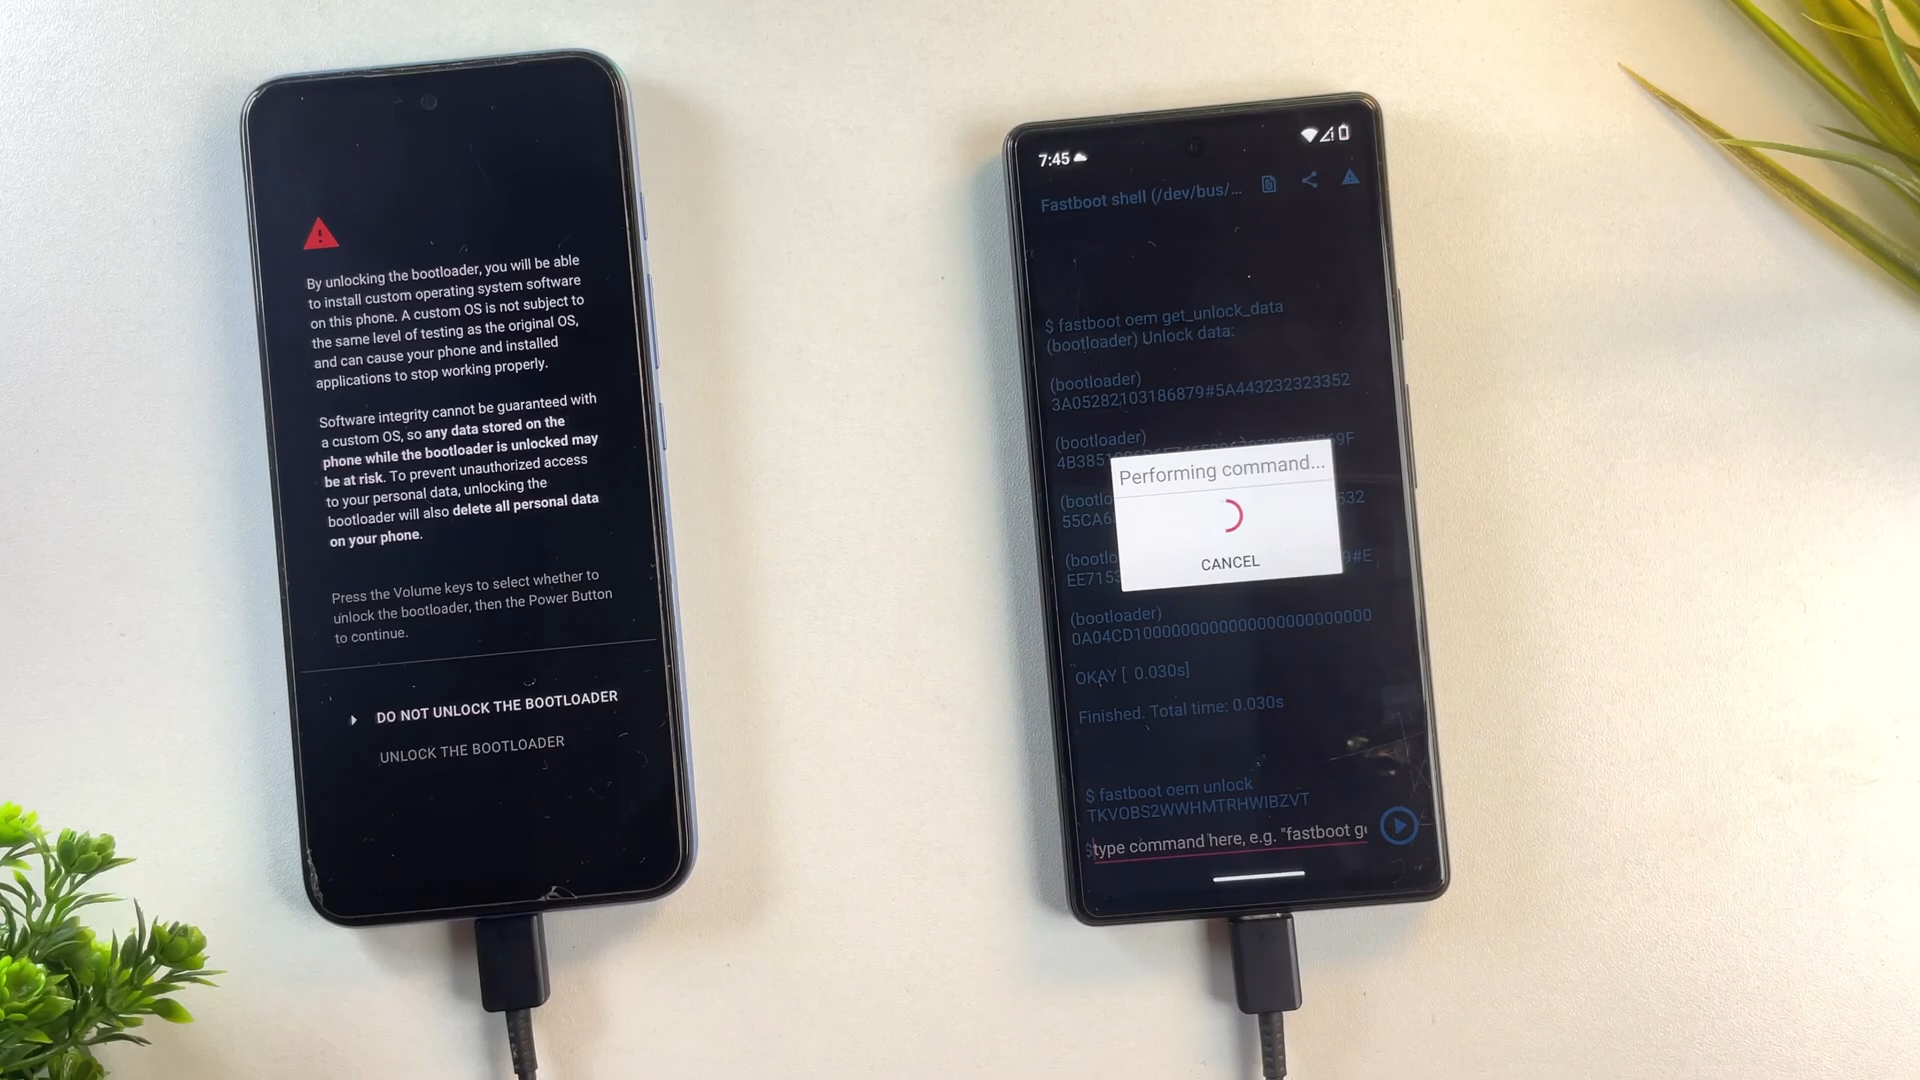 By unlocking the bootloader, you will be able
to install custom operating system software
on this phone. A custom OS is not subject to
the same level of testing as the original OS,
and can cause your phone and installed
applications to stop working properly.
Software integrity cannot be guaranteed with
a custom OS, so any data stored on the
phone while the bootloader is unlocked may
be at risk. To prevent unauthorized access
to your personal data, unlocking the
bootloader will also delete all personal data
on your phone.
Press the Volume keys to select whether to
unlock the bootloader, then the Power Button
to continue.
DO NOT UNLOCK THE BOOTLOADER
UNLOCK THE BOOTLOADER
7:45
Fastboot shell (/dev/bus/...
$ fastboot oem get_unlock_data
(bootloader) Unlock data:
(bootloader)
3A05282103186879#5A443232323352
(bootloader)
Performing command...
CANCEL
(bootloader)
0A04CD1000000000000000000000000
OKAY [ 0.030s]
Finished. Total time: 0.030s
$ fastboot oem unlock
TKVOBS2WWHMTRHWIBZVT
$type command here, e.g. "fastboot